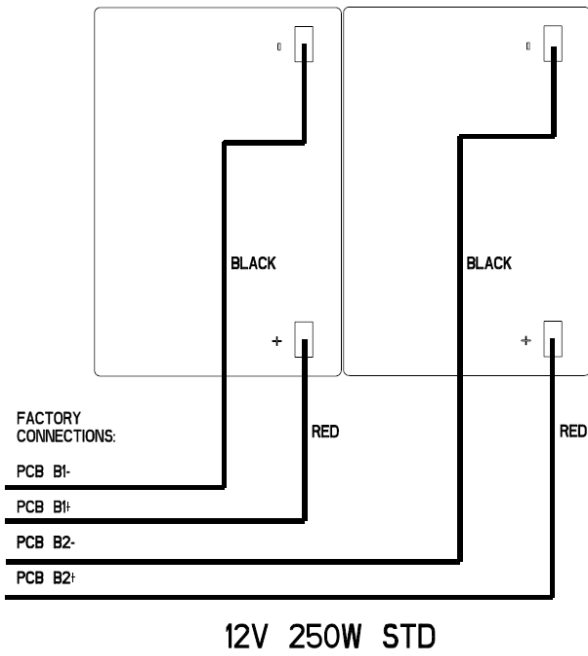 BLACK
BLACK
+
+
FACTORY
CONNECTIONS:
RED
RED
PCB B1-
PCB B1+
PCB B2-
PCB B2+
12V 250W STD